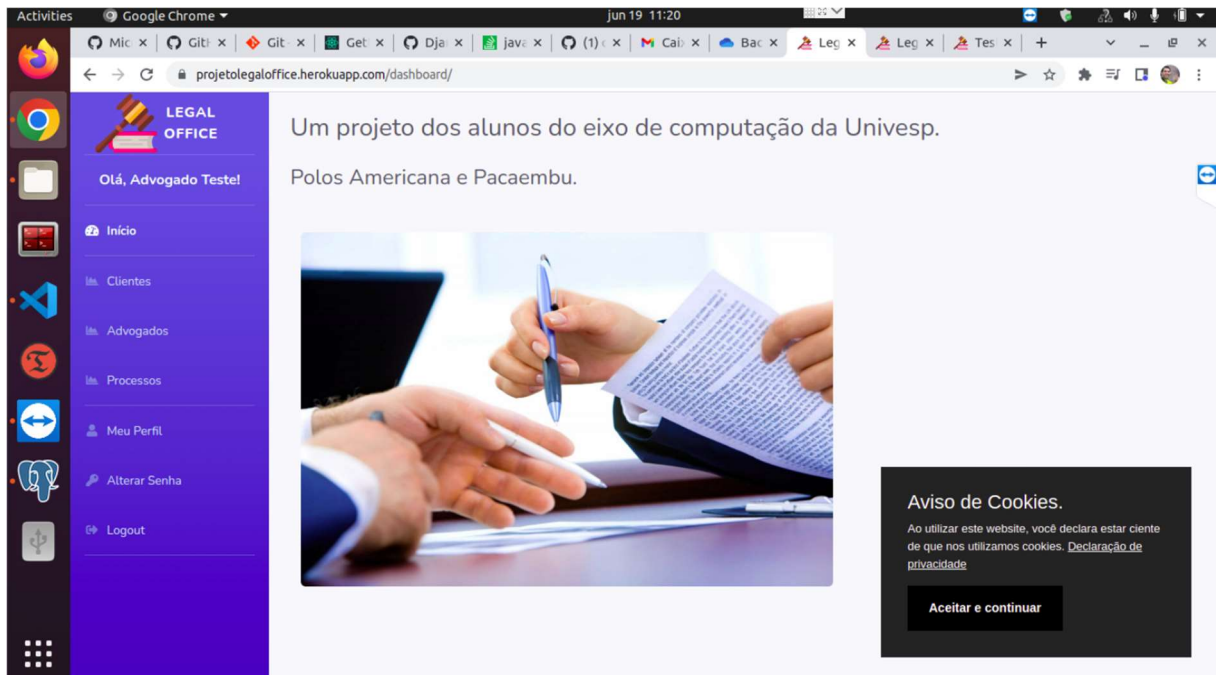 Activities
Google Chrome
jun 19 11:20
Mic
GitH
Git
Get
Dja
java
(1)
Caix
Bac
Leg
Leg
Tes
projetolegaloffice.herokuapp.com/dashboard/
LEGAL
OFFICE
Olá, Advogado Teste!
Início
Clientes
Advogados
Processos
Meu Perfil
Alterar Senha
Logout
Um projeto dos alunos do eixo de computação da Univesp.
Polos Americana e Pacaembu.
Aviso de Cookies.
Ao utilizar este website, você declara estar ciente
de que nos utilizamos cookies. Declaração de
privacidade
Aceitar e continuar